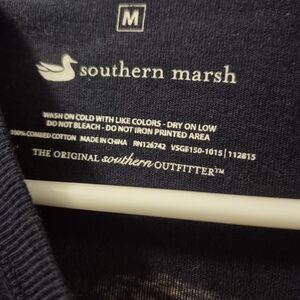 M
southern marsh
WASH ON COLD WITH LIKE COLORS - DRY ON LOW
DO NOT BLEACH - DO NOT IRON PRINTED AREA
100% COMBED COTTON MADE IN CHINA RN126742 VSGF150-1015 | 112815
THE ORIGINAL southern OUTFITTER™